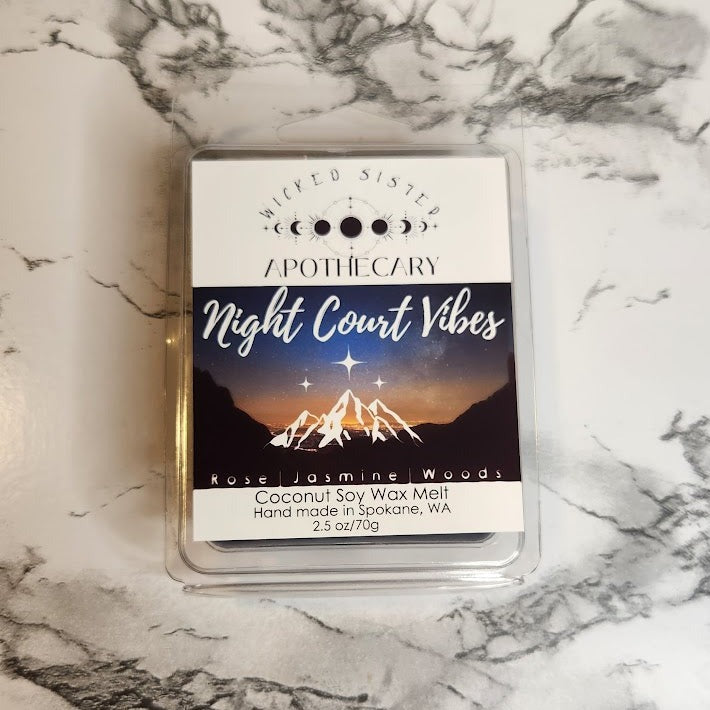 WICKED SISTER
APOTHECARY
Night Court Vibes
Rose | Jasmine | Woods
Coconut Soy Wax Melt
Hand made in Spokane, WA
2.5 oz/70g